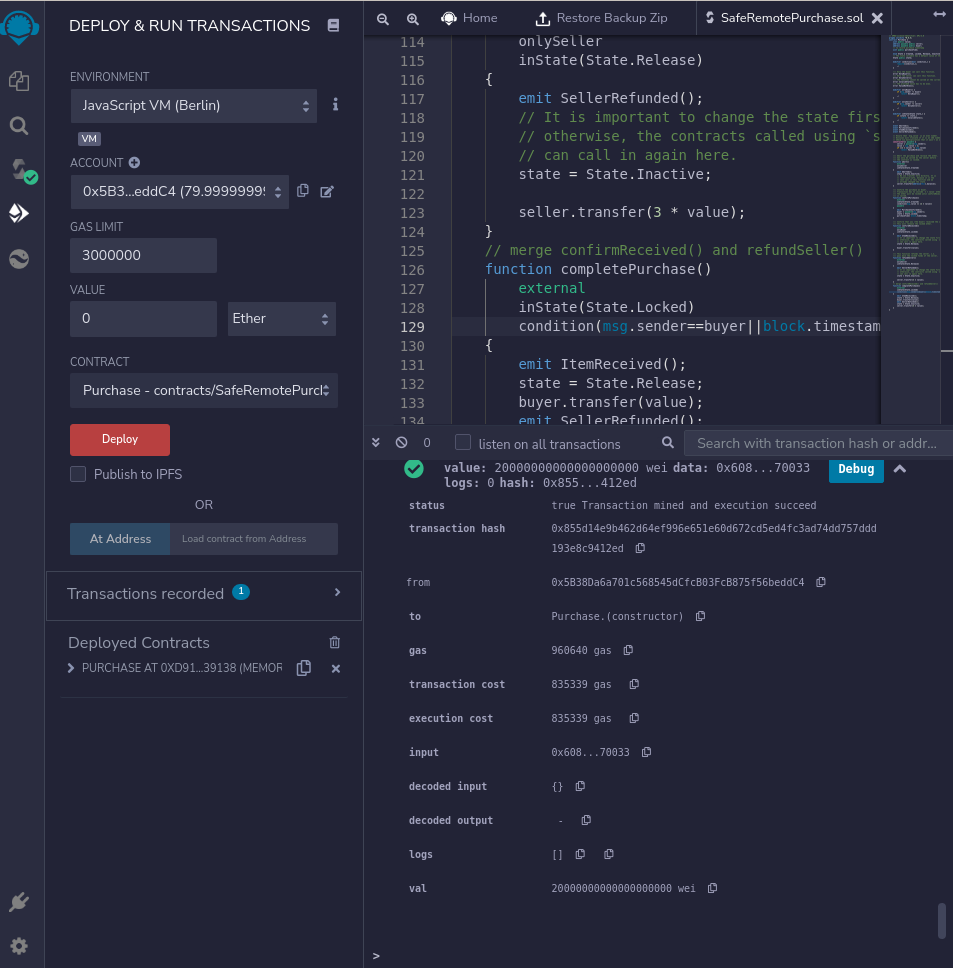 DEPLOY & RUN TRANSACTIONS
ENVIRONMENT
JavaScript VM (Berlin)
VM
ACCOUNT
0x5B3...eddC4 (79.999999999
GAS LIMIT
3000000
VALUE
0
Ether
CONTRACT
Purchase - contracts/SafeRemotePurcl
Deploy
Publish to IPFS
OR
At Address
Load contract from Address
Transactions recorded 1
Deployed Contracts
PURCHASE AT 0XD91...39138 (MEMOR
Home
Restore Backup Zip
SafeRemotePurchase.sol
114 onlySeller
115 inState(State.Release)
116 {
117 emit SellerRefunded();
118 // It is important to change the state firs
119 // otherwise, the contracts called using `s
120 // can call in again here.
121 state = State.Inactive;
122
123 seller.transfer(3 * value);
124 }
125 // merge confirmReceived() and refundSeller()
126 function completePurchase()
127 external
128 inState(State.Locked)
129 condition(msg.sender==buyer||block.timestam
130 {
131 emit ItemReceived();
132 state = State.Release;
133 buyer.transfer(value);
134 emit SellerRefunded();
0
listen on all transactions
Search with transaction hash or addr...
value: 20000000000000000000 wei data: 0x608...70033
logs: 0 hash: 0x855...412ed
Debug
status true Transaction mined and execution succeed
transaction hash 0x855d14e9b462d64ef996e651e60d672cd5ed4fc3ad74dd757ddd
193e8c9412ed
from 0x5B38Da6a701c568545dCfcB03FcB875f56beddC4
to Purchase.(constructor)
gas 960640 gas
transaction cost 835339 gas
execution cost 835339 gas
input 0x608...70033
decoded input {}
decoded output -
logs []
val 20000000000000000000 wei
>